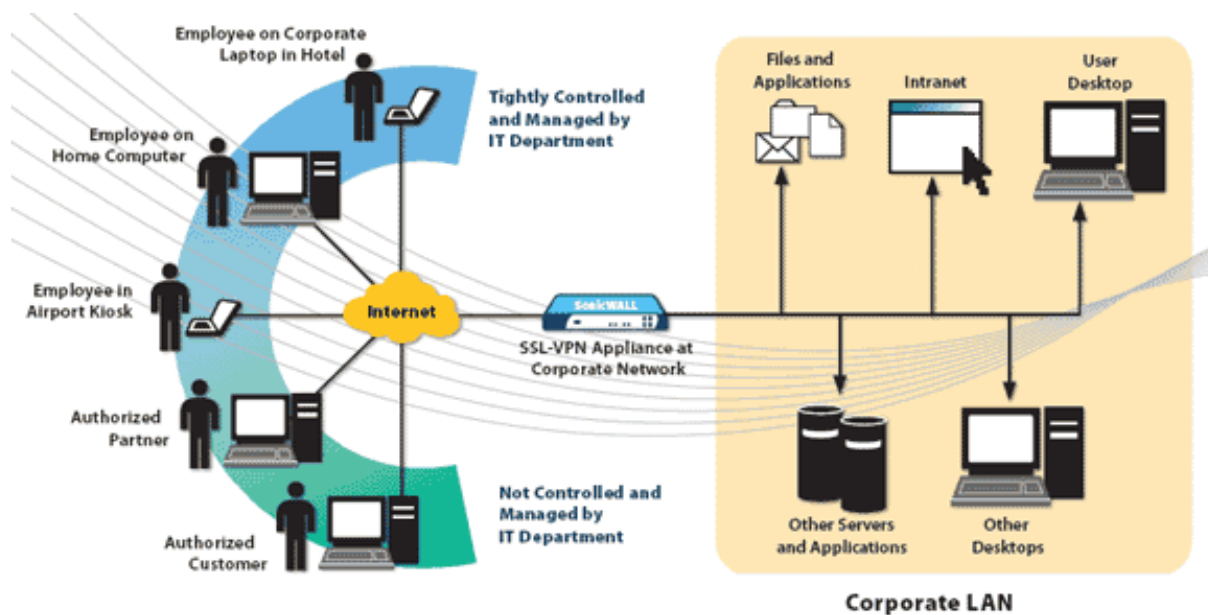 Employee on Corporate
Laptop in Hotel
Tightly Controlled
and Managed by
IT Department
Employee on
Home Computer
Employee in
Airport Kiosk
Internet
SonicWALL
SSL-VPN Appliance at
Corporate Network
Authorized
Partner
Not Controlled and
Managed by
IT Department
Authorized
Customer
Files and
Applications
Intranet
User
Desktop
Other Servers
and Applications
Other
Desktops
Corporate LAN